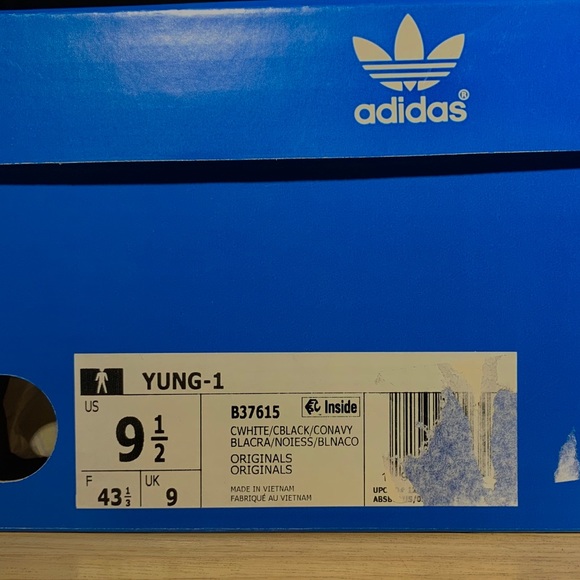 adidas®
YUNG-1
US
9 1/2
F
43 1/3
UK
9
B37615
Inside
CWHITE/CBLACK/CONAVY
BLACRA/NOIESS/BLNACO
ORIGINALS
ORIGINALS
MADE IN VIETNAM
FABRIQUÉ AU VIETNAM
UPC